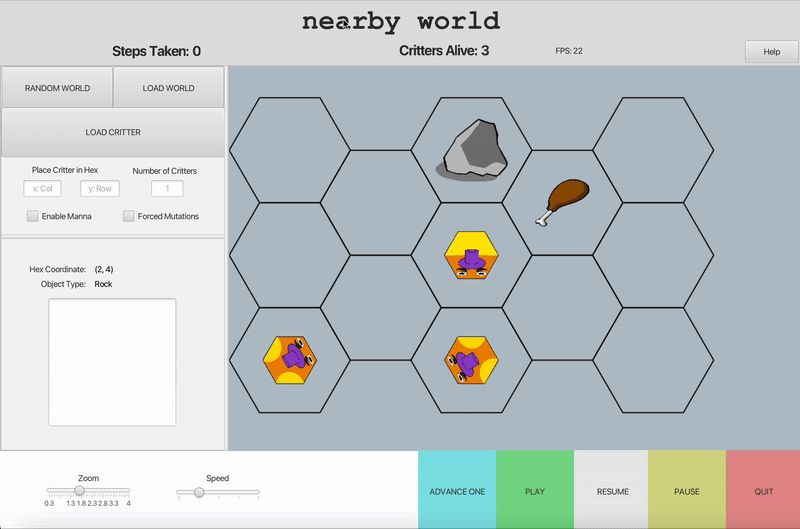 nearby world
Steps Taken: 0
Critters Alive: 3
FPS: 22
Help
RANDOM WORLD
LOAD WORLD
LOAD CRITTER
Place Critter in Hex
Number of Critters
x: Col
y: Row
1
Enable Manna
Forced Mutations
Hex Coordinate: (2, 4)
Object Type: Rock
Zoom
Speed
0.3 1.3 1.8 2.3 2.8 3.3 4
ADVANCE ONE
PLAY
RESUME
PAUSE
QUIT